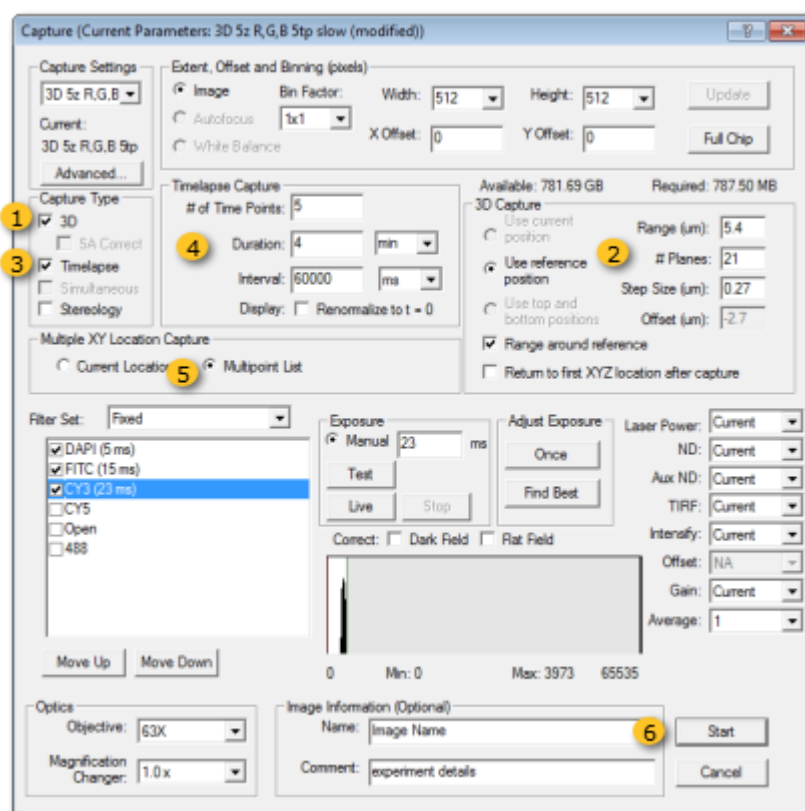 Capture (Current Parameters: 3D 5z R,G,B 5tp slow (modified))
Capture Settings
3D 5z R,G,B
Current:
3D 5z R,G,B 5tp
Advanced...
Extent, Offset and Binning (pixels)
Image Bin Factor: Width: 512 Height: 512 Update
Autofocus 1x1
White Balance X Offset: 0 Y Offset: 0 Full Chip
Capture Type
1 3D
SA Correct
3 Timelapse
Simultaneous
Stereology
Timelapse Capture
# of Time Points: 5
4 Duration: 4 min
Interval: 60000 ms
Display: Renormalize to t = 0
Available: 781.69 GB Required: 787.50 MB
3D Capture
Use current position
Use reference position
Use top and bottom positions
2
Range (um): 5.4
# Planes: 21
Step Size (um): 0.27
Offset (um): -2.7
Range around reference
Return to first XYZ location after capture
Multiple XY Location Capture
Current Location 5 Multipoint List
Filter Set: Fixed
DAPI (5 ms)
FITC (15 ms)
CY3 (23 ms)
CY5
Open
488
Move Up Move Down
Exposure
Manual 23 ms
Test
Live Stop
Adjust Exposure
Once
Find Best
Correct: Dark Field Flat Field
0 Min: 0 Max: 3973 65535
Laser Power: Current
ND: Current
Aux ND: Current
TIRF: Current
Intensify: Current
Offset: NA
Gain: Current
Average: 1
Optics
Objective: 63X
Magnification Changer: 1.0 x
Image Information (Optional)
Name: Image Name
Comment: experiment details
6 Start
Cancel